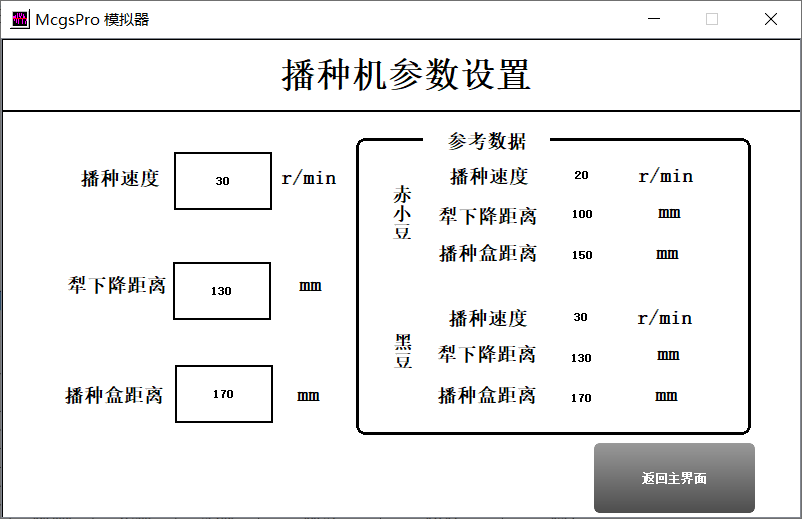 McgsPro 模拟器
播种机参数设置
播种速度 30 r/min
犁下降距离 130 mm
播种盒距离 170 mm
参考数据
赤小豆
播种速度 20 r/min
犁下降距离 100 mm
播种盒距离 150 mm
黑豆
播种速度 30 r/min
犁下降距离 130 mm
播种盒距离 170 mm
返回主界面